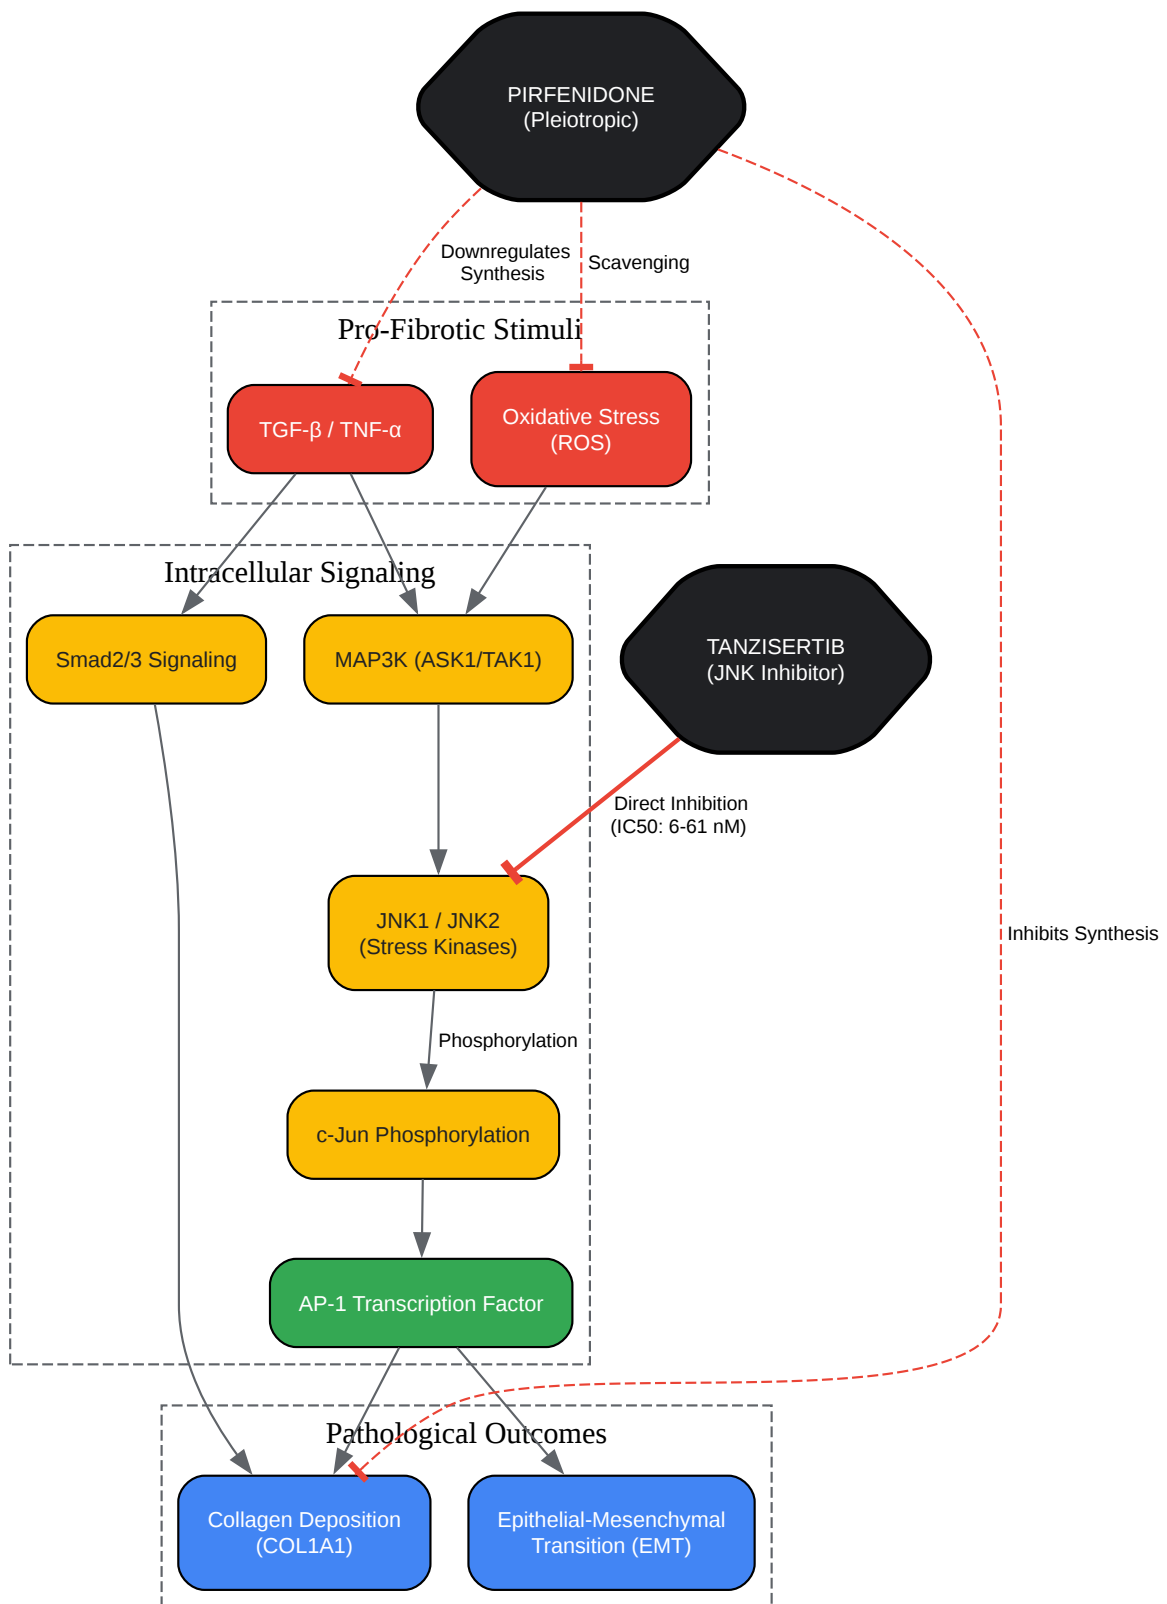 PIRFENIDONE
(Pleiotropic)
Downregulates
Synthesis
Scavenging
Pro-Fibrotic Stimuli
TGF-β / TNF-α
Oxidative Stress
(ROS)
Intracellular Signaling
Smad2/3 Signaling
MAP3K (ASK1/TAK1)
TANZISERTIB
(JNK Inhibitor)
Direct Inhibition
(IC50: 6-61 nM)
JNK1 / JNK2
(Stress Kinases)
Inhibits Synthesis
Phosphorylation
c-Jun Phosphorylation
AP-1 Transcription Factor
Pathological Outcomes
Collagen Deposition
(COL1A1)
Epithelial-Mesenchymal
Transition (EMT)